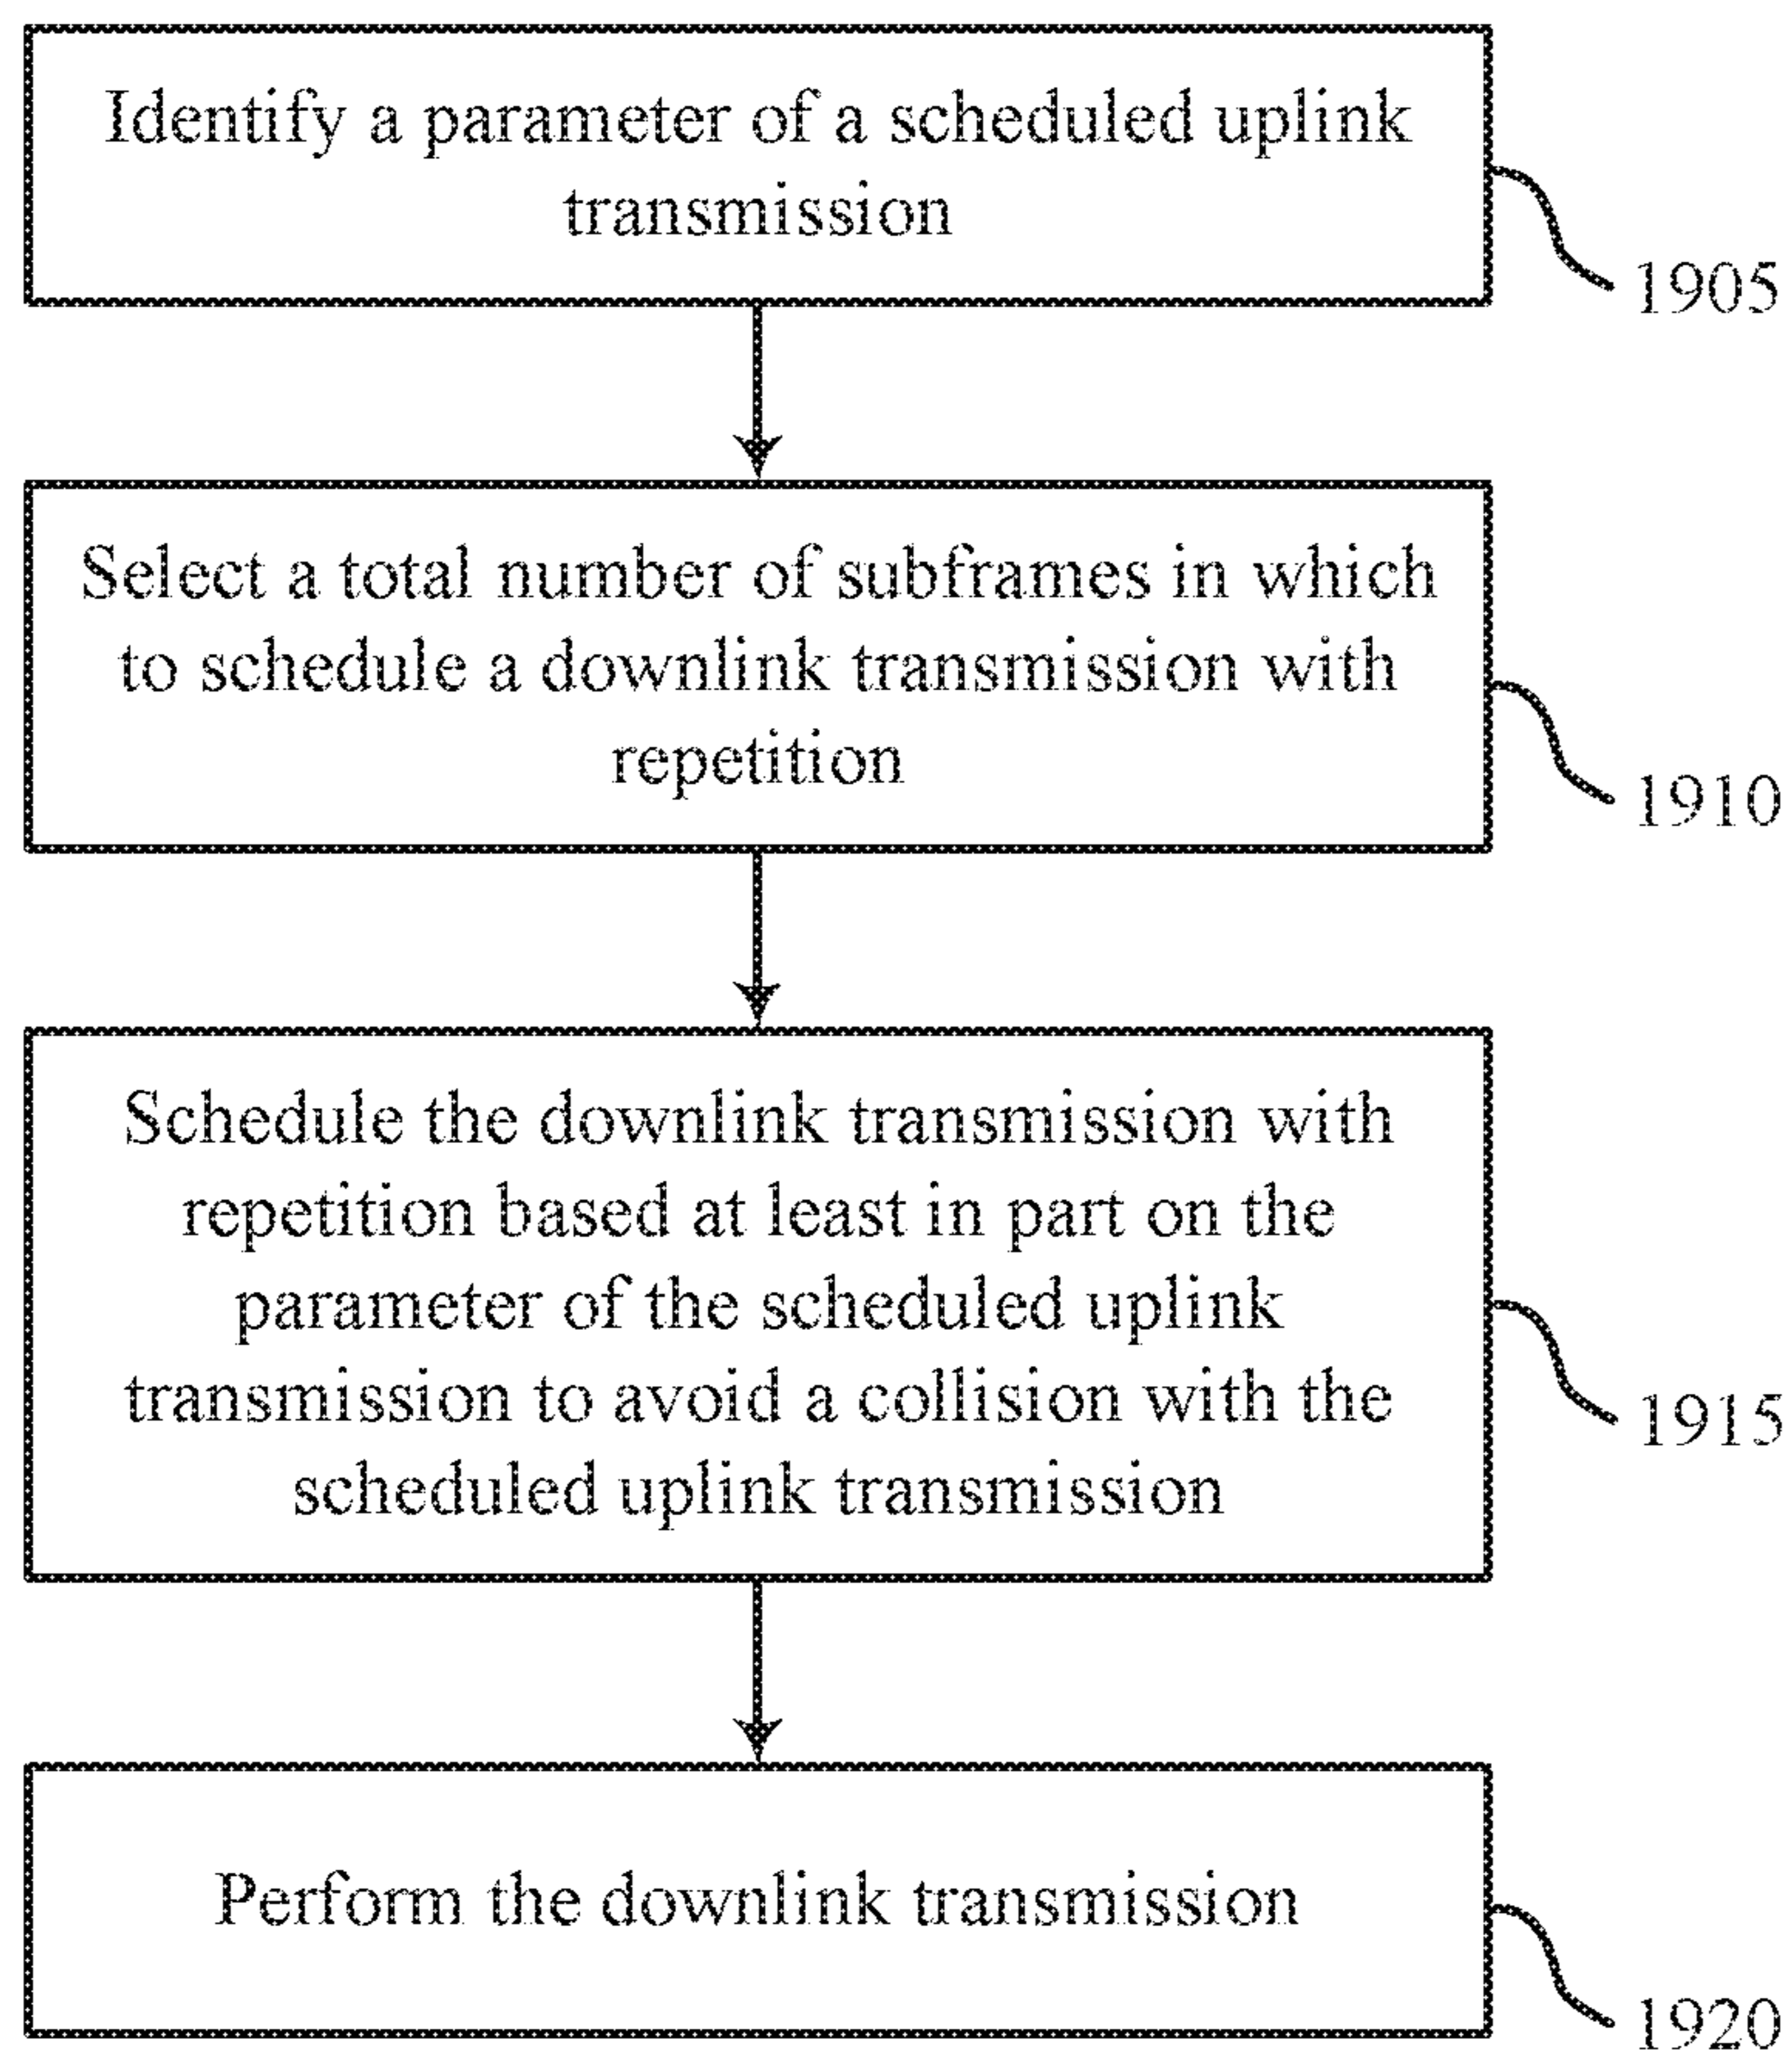 Identify a parameter of a scheduled uplink
transmission
1905
Select a total number of subframes in which
to schedule a downlink transmission with
repetition
1910
Schedule the downlink transmission with
repetition based at least in part on the
parameter of the scheduled uplink
transmission to avoid a collision with the
scheduled uplink transmission
1915
Perform the downlink transmission
1920